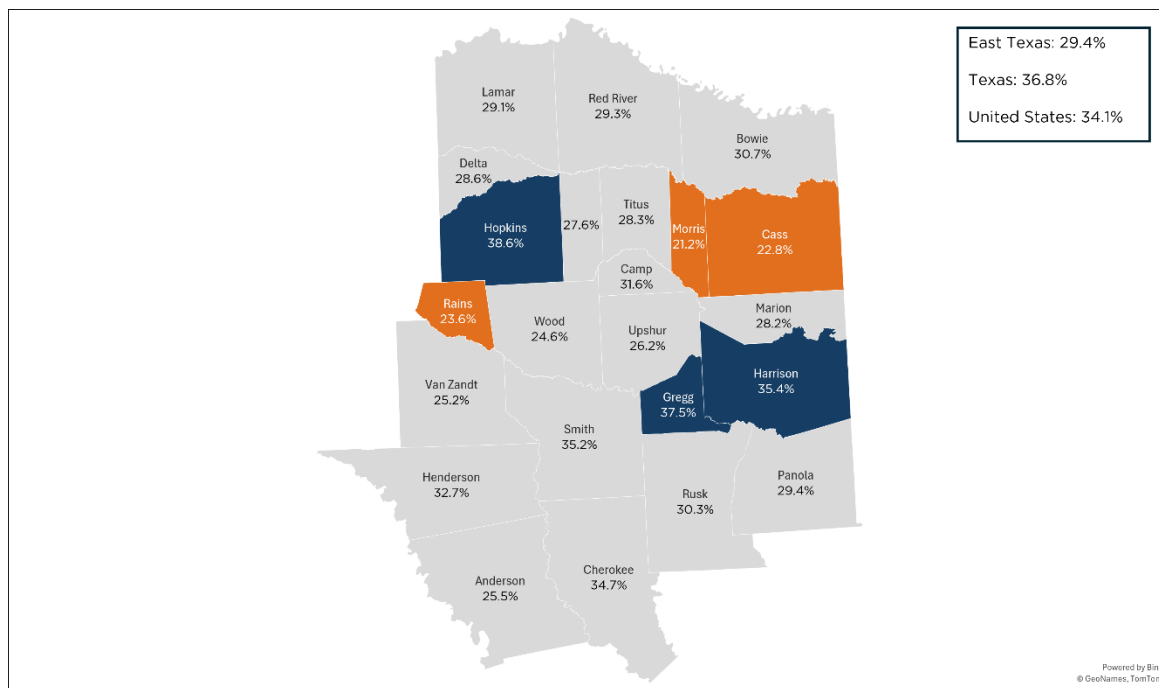 East Texas: 29.4%
Texas: 36.8%
United States: 34.1%
Lamar
29.1%
Red River
29.3%
Bowie
30.7%
Delta
28.6%
Hopkins
38.6%
27.6%
Titus
28.3%
Morris
21.2%
Cass
22.8%
Camp
31.6%
Rains
23.6%
Wood
24.6%
Upshur
26.2%
Marion
28.2%
Harrison
35.4%
Gregg
37.5%
Van Zandt
25.2%
Smith
35.2%
Henderson
32.7%
Rusk
30.3%
Panola
29.4%
Anderson
25.5%
Cherokee
34.7%
Powered by Bin
© GeoNames, TomTon